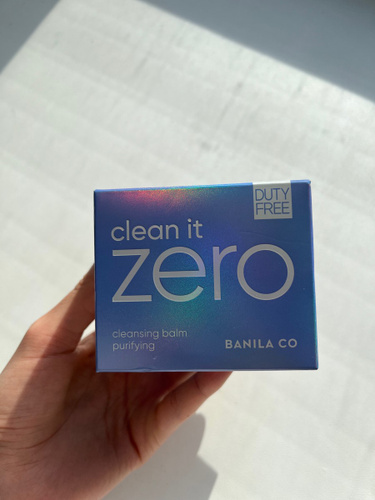 DUTY
FREE
clean it
zero
cleansing balm
purifying
BANILA CO